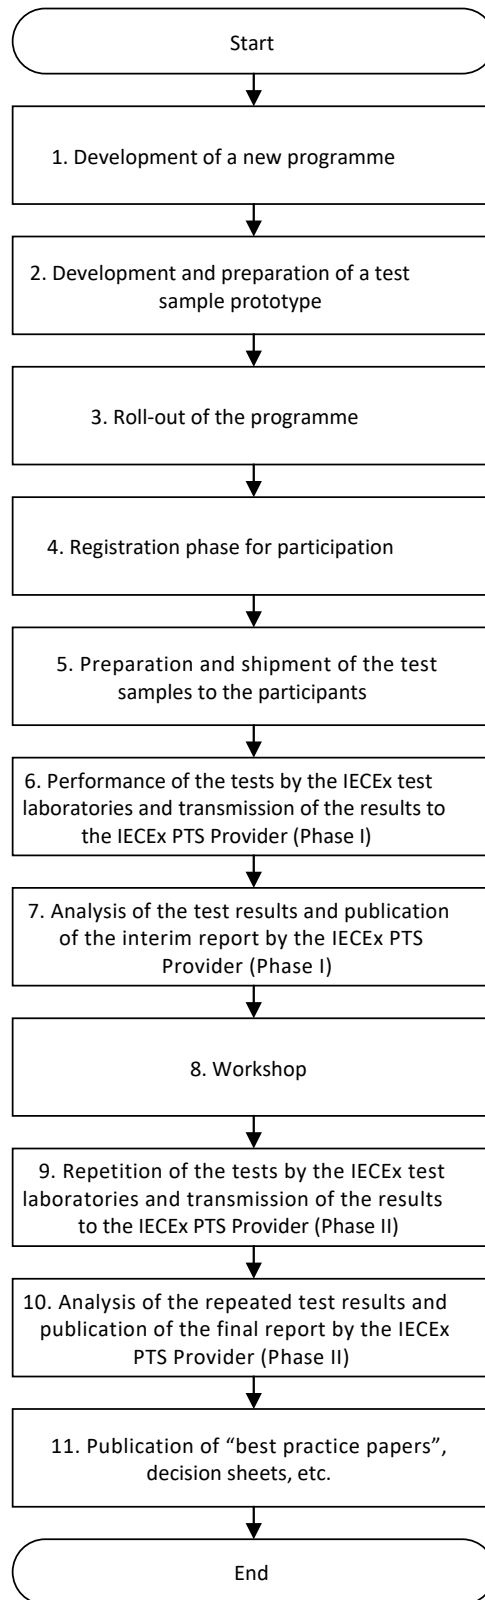 Start
1. Development of a new programme
2. Development and preparation of a test
sample prototype
3. Roll-out of the programme
4. Registration phase for participation
5. Preparation and shipment of the test
samples to the participants
6. Performance of the tests by the IECEx test
laboratories and transmission of the results to
the IECEx PTS Provider (Phase I)
7. Analysis of the test results and publication
of the interim report by the IECEx PTS
Provider (Phase I)
8. Workshop
9. Repetition of the tests by the IECEx test
laboratories and transmission of the results
to the IECEx PTS Provider (Phase II)
10. Analysis of the repeated test results and
publication of the final report by the IECEx
PTS Provider (Phase II)
11. Publication of “best practice papers”,
decision sheets, etc.
End